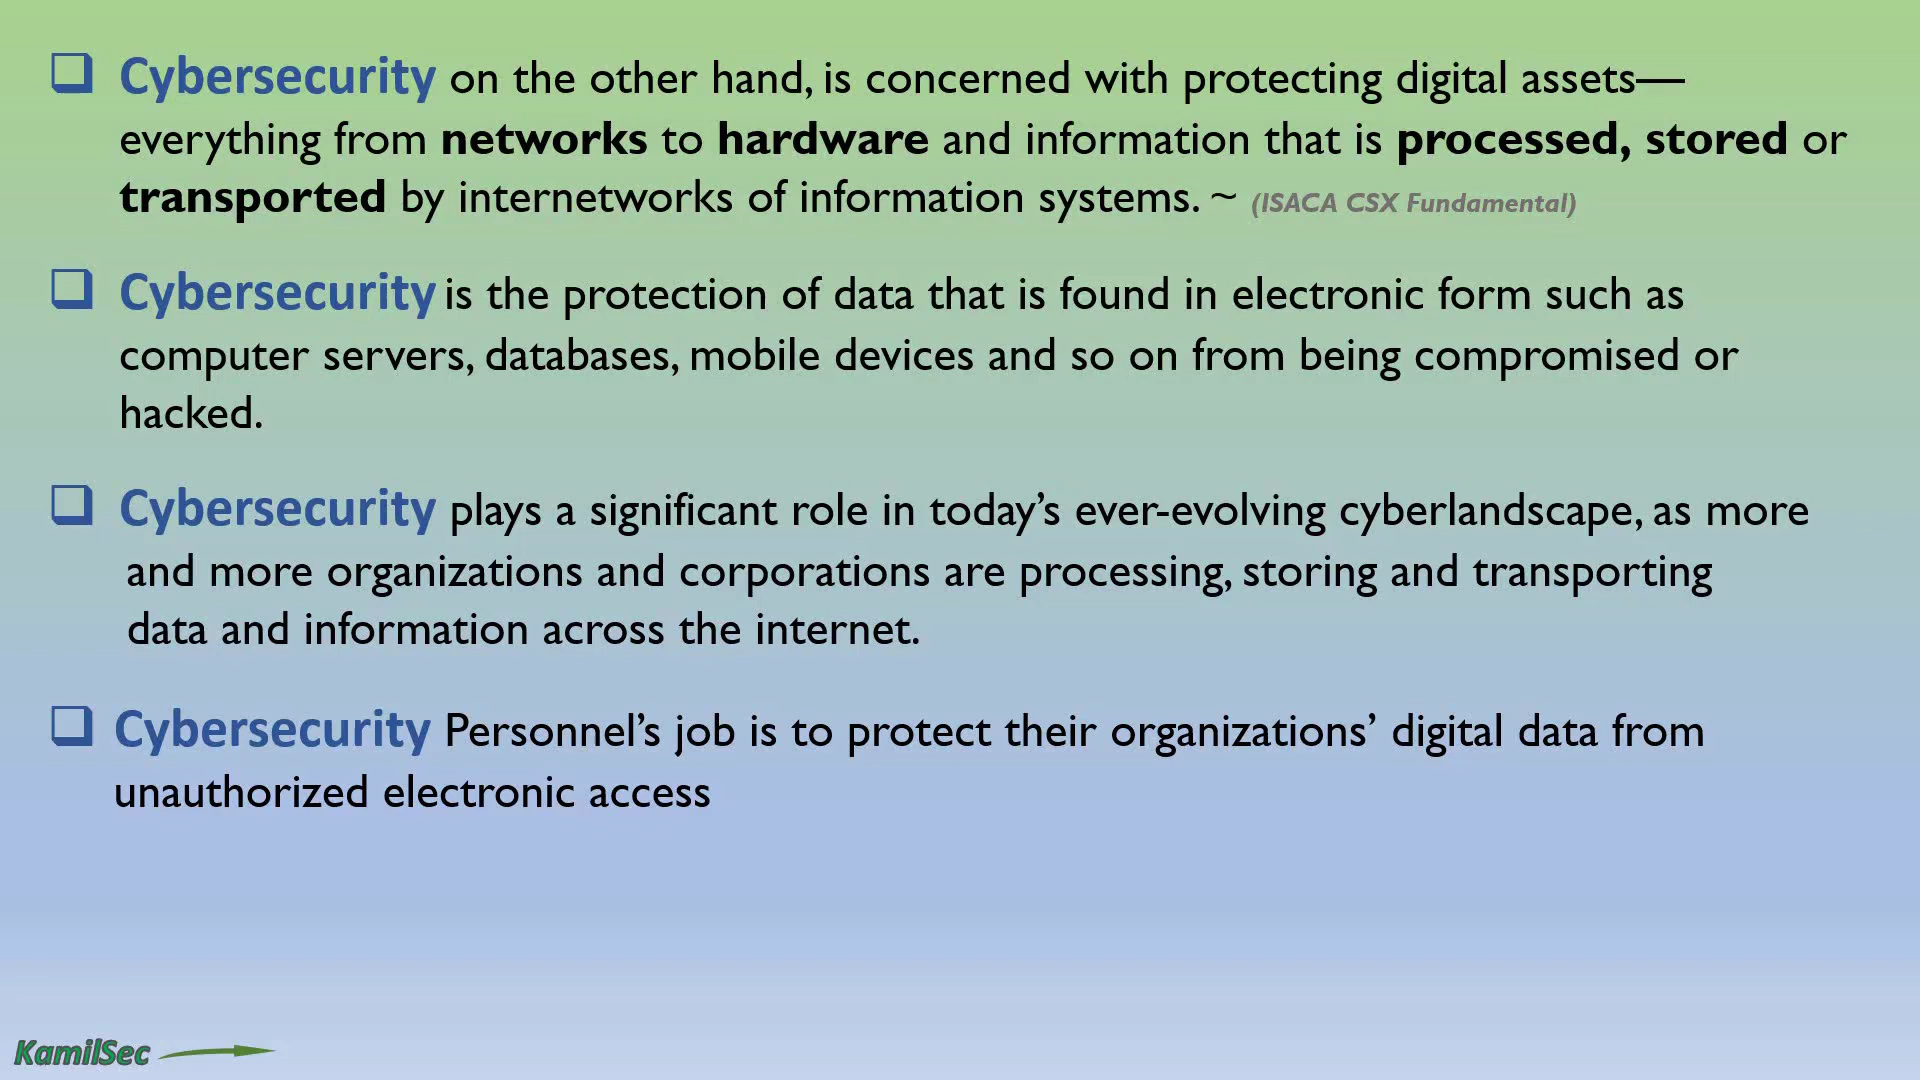 ❑ Cybersecurity on the other hand, is concerned with protecting digital assets—
everything from networks to hardware and information that is processed, stored or
transported by internetworks of information systems. ~ (ISACA CSX Fundamental)
❑ Cybersecurity is the protection of data that is found in electronic form such as
computer servers, databases, mobile devices and so on from being compromised or
hacked.
❑ Cybersecurity plays a significant role in today’s ever-evolving cyberlandscape, as more
and more organizations and corporations are processing, storing and transporting
data and information across the internet.
❑ Cybersecurity Personnel’s job is to protect their organizations’ digital data from
unauthorized electronic access
KamilSec